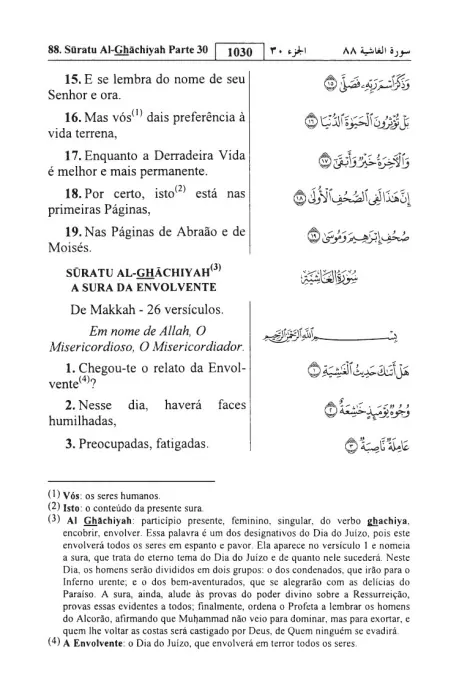 88. Sūratu Al-Ghāchiyah Parte 30 1030 الجزء ٣٠ سورة الغاشية ٨٨
15. E se lembra do nome de seu
Senhor e ora.
وَذَكَرَ ٱسْمَ رَبِّهِۦ فَصَلَّىٰ ١٥
16. Mas vós(1) dais preferência à
vida terrena,
بَلْ تُؤْثِرُونَ ٱلْحَيَوٰةَ ٱلدُّنْيَا ١٦
17. Enquanto a Derradeira Vida
é melhor e mais permanente.
وَٱلْـَٔاخِرَةُ خَيْرٌ وَأَبْقَىٰٓ ١٧
18. Por certo, isto(2) está nas
primeiras Páginas,
إِنَّ هَـٰذَا لَفِى ٱلصُّحُفِ ٱلْأُولَىٰ ١٨
19. Nas Páginas de Abraão e de
Moisés.
صُحُفِ إِبْرَٰهِيمَ وَمُوسَىٰ ١٩
SŪRATU AL-GHĀCHIYAH(3)
A SURA DA ENVOLVENTE
سُورَةُ الْغَاشِيَةِ
De Makkah - 26 versículos.
Em nome de Allah, O
Misericordioso, O Misericordiador.
بِسْمِ ٱللَّهِ ٱلرَّحْمَـٰنِ ٱلرَّحِيمِ
1. Chegou-te o relato da Envol-
vente(4)?
هَلْ أَتَىٰكَ حَدِيثُ ٱلْغَـٰشِيَةِ ١
2. Nesse dia, haverá faces
humilhadas,
وُجُوهٌ يَوْمَئِذٍ خَـٰشِعَةٌ ٢
3. Preocupadas, fatigadas.
عَامِلَةٌ نَّاصِبَةٌ ٣
(1) Vós: os seres humanos.
(2) Isto: o conteúdo da presente sura.
(3) Al Ghāchiyah: particípio presente, feminino, singular, do verbo ghachiya,
encobrir, envolver. Essa palavra é um dos designativos do Dia do Juízo, pois este
envolverá todos os seres em espanto e pavor. Ela aparece no versículo 1 e nomeia
a sura, que trata do eterno tema do Dia do Juízo e de quanto nele sucederá. Neste
Dia, os homens serão divididos em dois grupos: o dos condenados, que irão para o
Inferno urente; e o dos bem-aventurados, que se alegrarão com as delícias do
Paraíso. A sura, ainda, alude às provas do poder divino sobre a Ressurreição,
provas essas evidentes a todos; finalmente, ordena o Profeta a lembrar os homens
do Alcorão, afirmando que Muḥammad não veio para dominar, mas para exortar, e
quem lhe voltar as costas será castigado por Deus, de Quem ninguém se evadirá.
(4) A Envolvente: o Dia do Juízo, que envolverá em terror todos os seres.